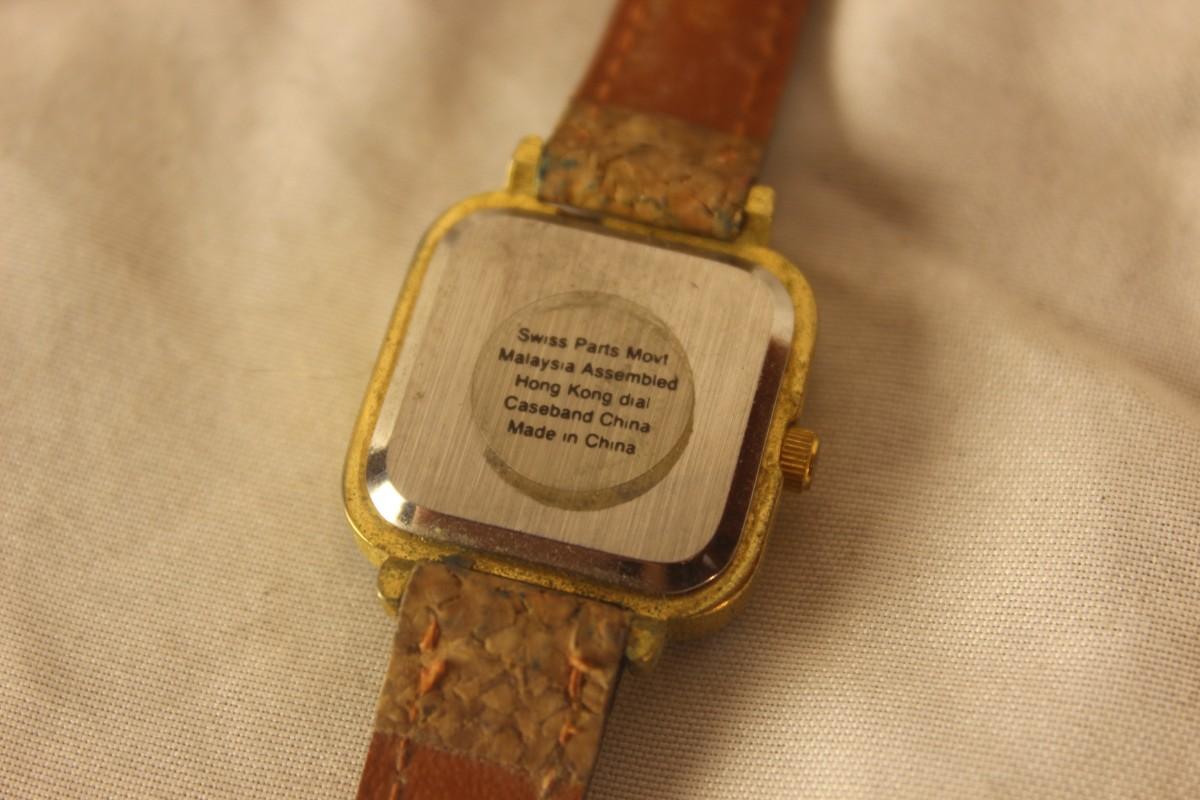 Swiss Parts Movt
Malaysia Assembled
Hong Kong dial
Caseband China
Made in China